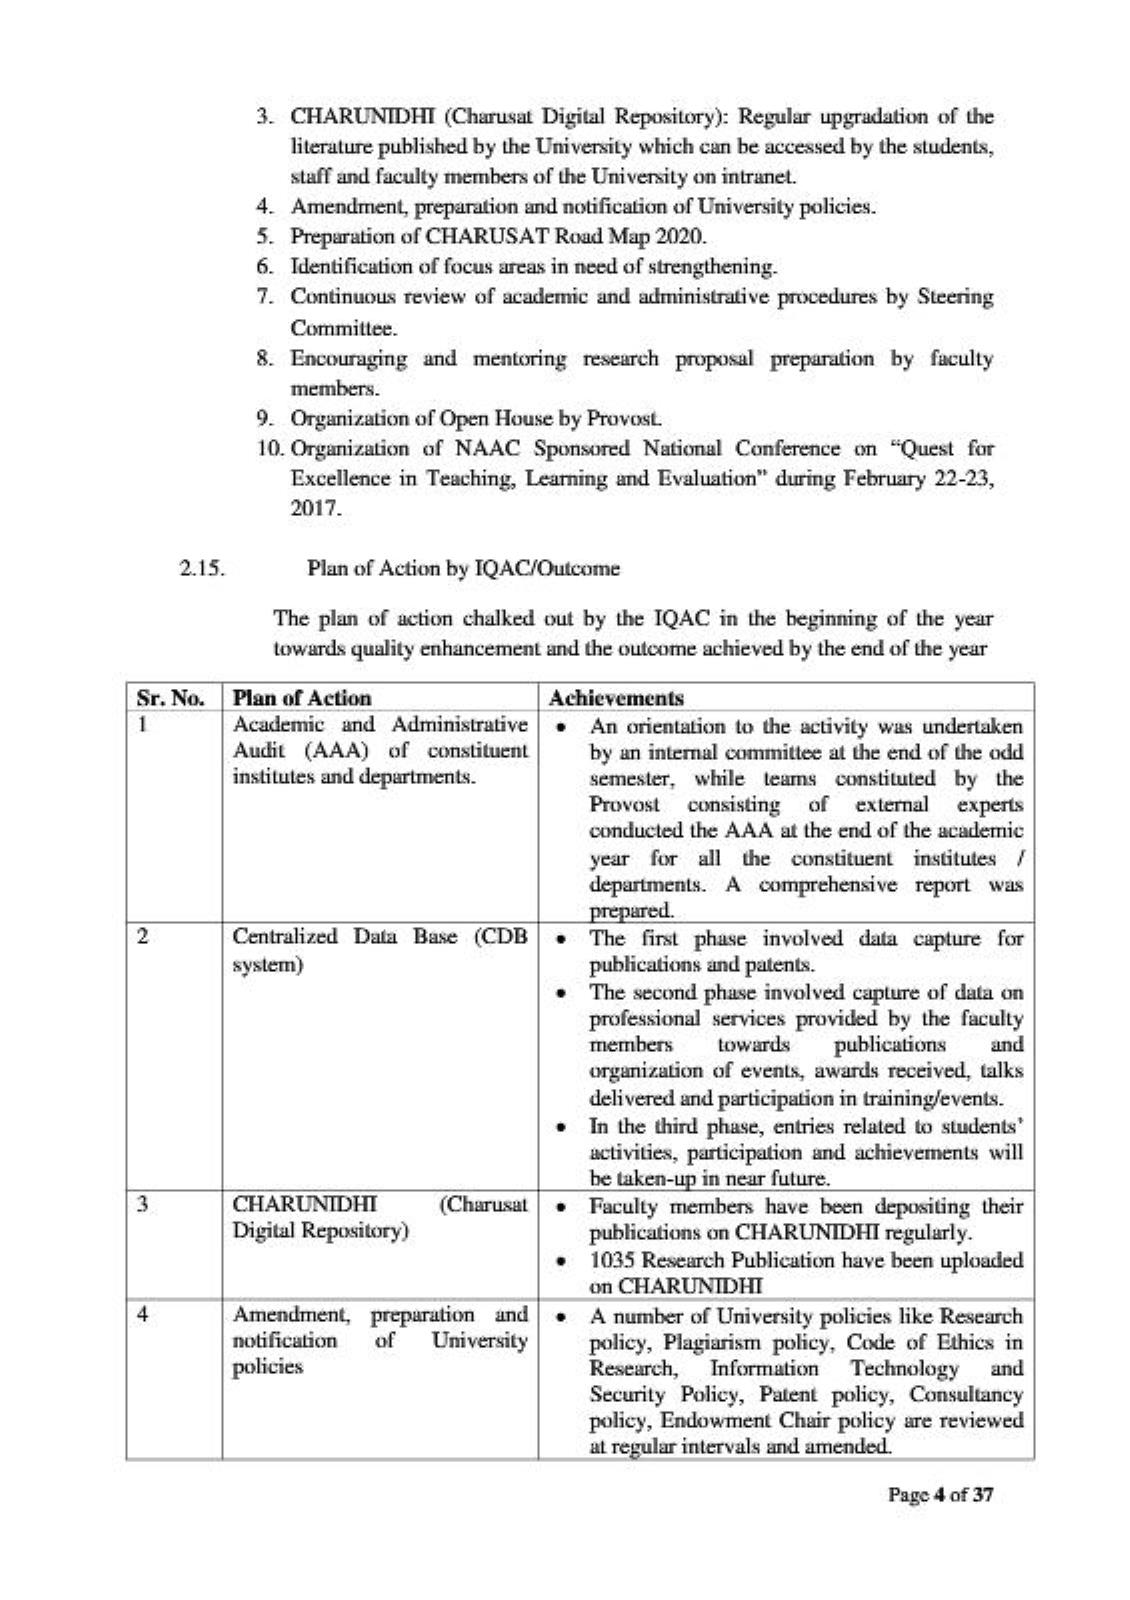 3. CHARUNIDHI (Charusat Digital Repository): Regular upgradation of the
literature published by the University which can be accessed by the students,
staff and faculty members of the University on intranet.
4. Amendment, preparation and notification of University policies.
5. Preparation of CHARUSAT Road Map 2020.
6. Identification of focus areas in need of strengthening.
7. Continuous review of academic and administrative procedures by Steering
Committee.
8. Encouraging and mentoring research proposal preparation by faculty
members.
9. Organization of Open House by Provost.
10. Organization of NAAC Sponsored National Conference on “Quest for
Excellence in Teaching, Learning and Evaluation” during February 22-23,
2017.
2.15. Plan of Action by IQAC/Outcome
The plan of action chalked out by the IQAC in the beginning of the year
towards quality enhancement and the outcome achieved by the end of the year
Sr. No. Plan of Action Achievements
1
Academic and Administrative
Audit (AAA) of constituent
institutes and departments.
• An orientation to the activity was undertaken
by an internal committee at the end of the odd
semester, while teams constituted by the
Provost consisting of external experts
conducted the AAA at the end of the academic
year for all the constituent institutes /
departments. A comprehensive report was
prepared.
2
Centralized Data Base (CDB
system)
• The first phase involved data capture for
publications and patents.
• The second phase involved capture of data on
professional services provided by the faculty
members towards publications and
organization of events, awards received, talks
delivered and participation in training/events.
• In the third phase, entries related to students’
activities, participation and achievements will
be taken-up in near future.
3
CHARUNIDHI (Charusat
Digital Repository)
• Faculty members have been depositing their
publications on CHARUNIDHI regularly.
• 1035 Research Publication have been uploaded
on CHARUNIDHI
4
Amendment, preparation and
notification of University
policies
• A number of University policies like Research
policy, Plagiarism policy, Code of Ethics in
Research, Information Technology and
Security Policy, Patent policy, Consultancy
policy, Endowment Chair policy are reviewed
at regular intervals and amended.
Page 4 of 37